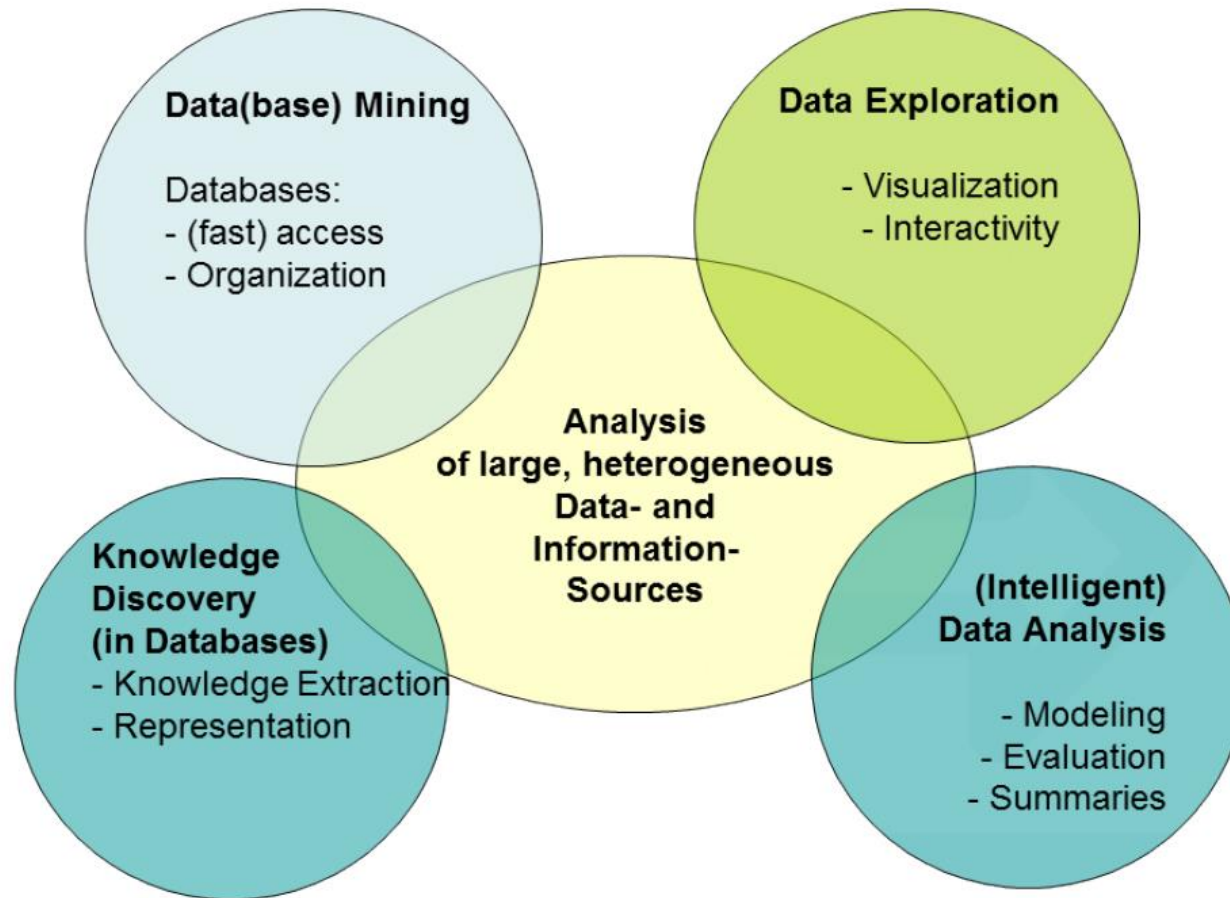 Data(base) Mining
Databases:
- (fast) access
- Organization
Data Exploration
- Visualization
- Interactivity
Analysis
of large, heterogeneous
Data- and
Information-
Sources
Knowledge
Discovery
(in Databases)
- Knowledge Extraction
- Representation
(Intelligent)
Data Analysis
- Modeling
- Evaluation
- Summaries